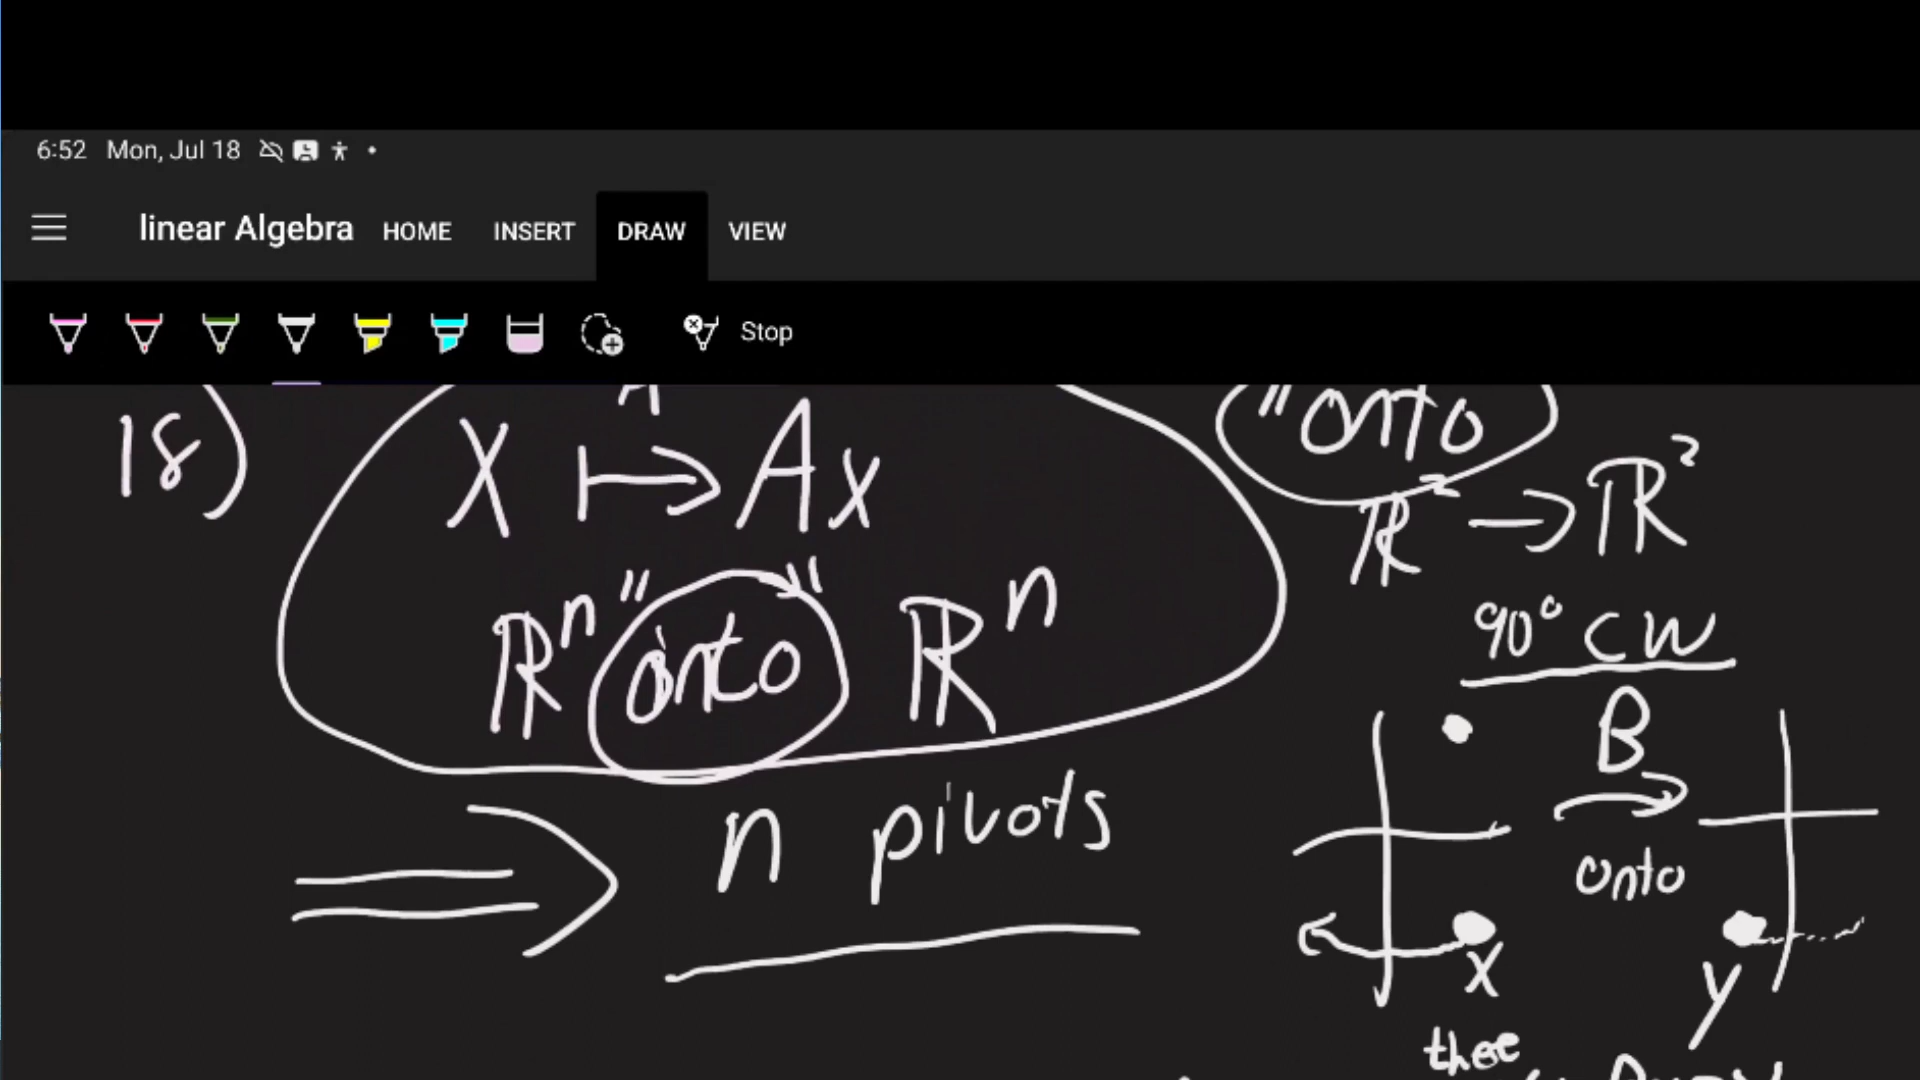 6:52 Mon, Jul 18
linear Algebra HOME INSERT DRAW VIEW
Stop
18) X ↦ Ax
ℝⁿ "onto" ℝⁿ
⇒ n pivots
"onto
ℝ² → ℝ²
90° CW
B
onto
x
y